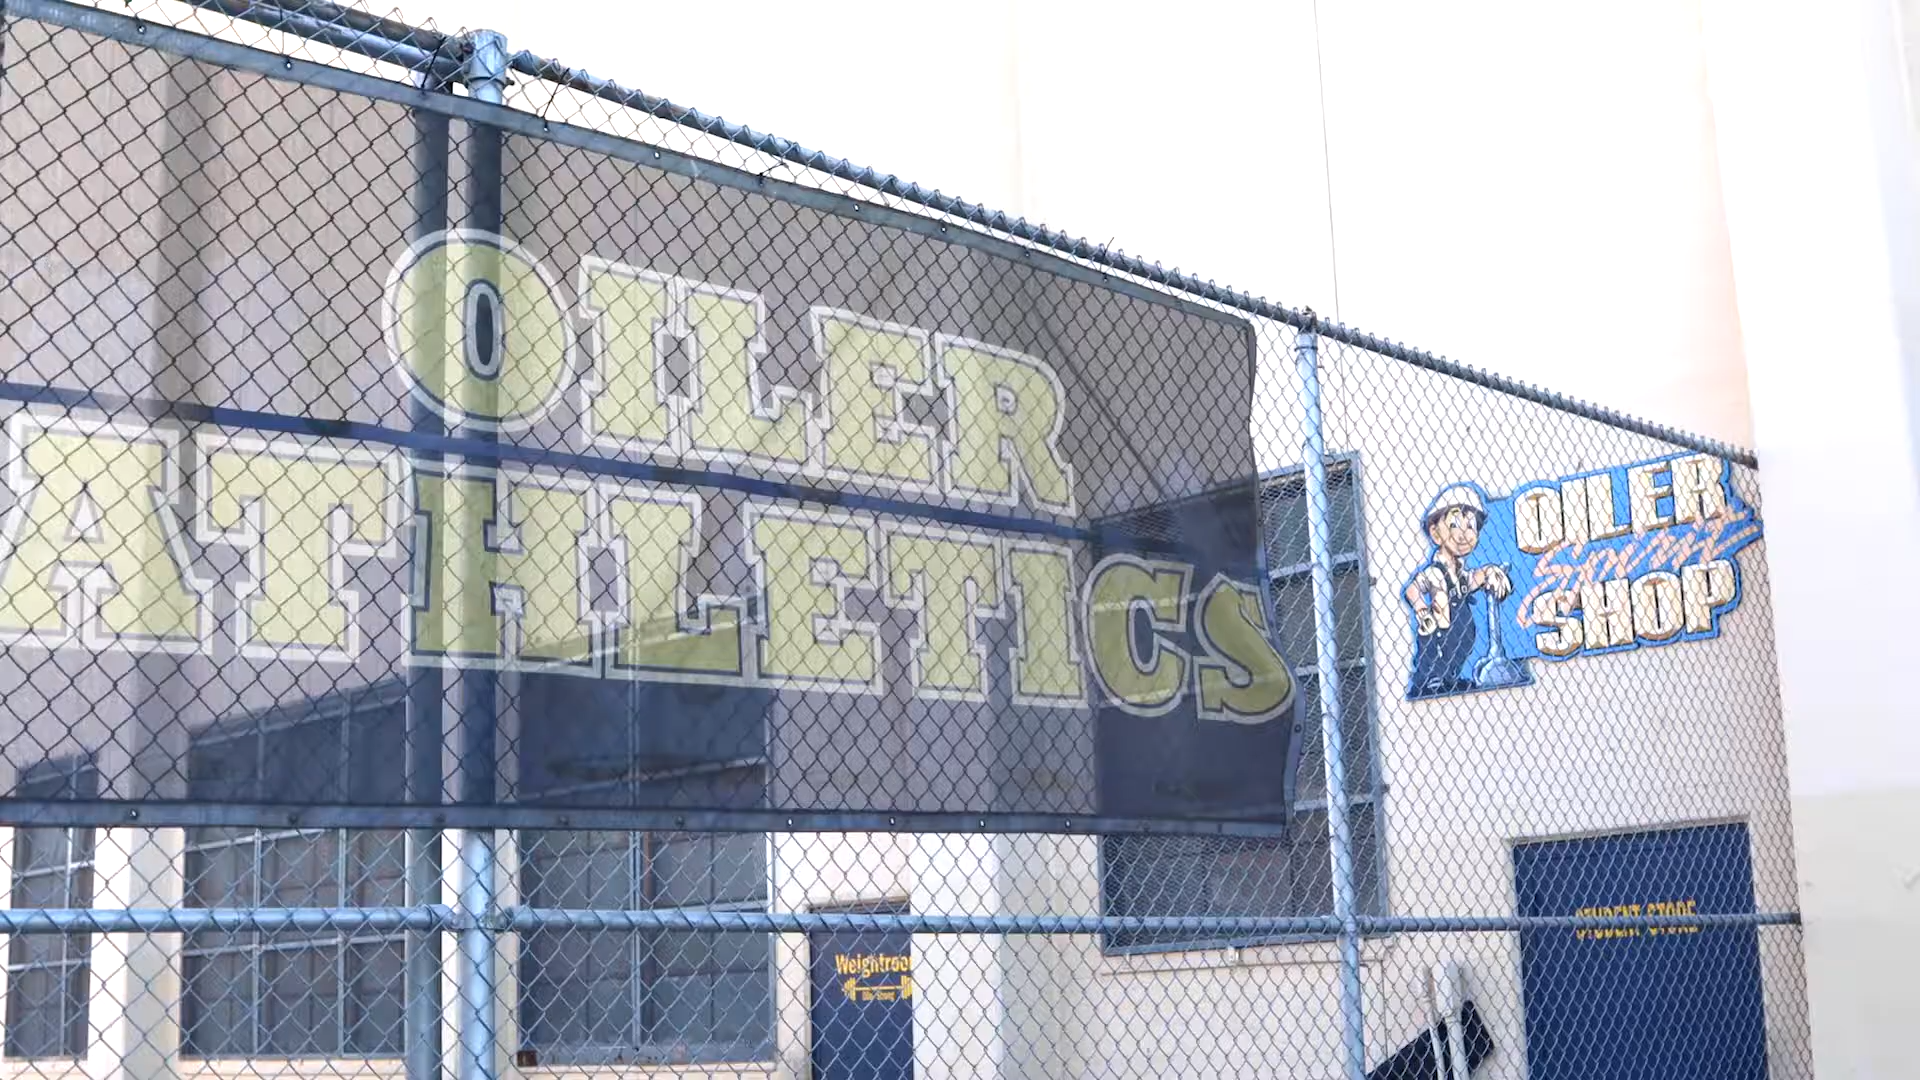 OILER
ATHLETICS
OILER
Spirit
SHOP
STUDENT STORE
Weightroom